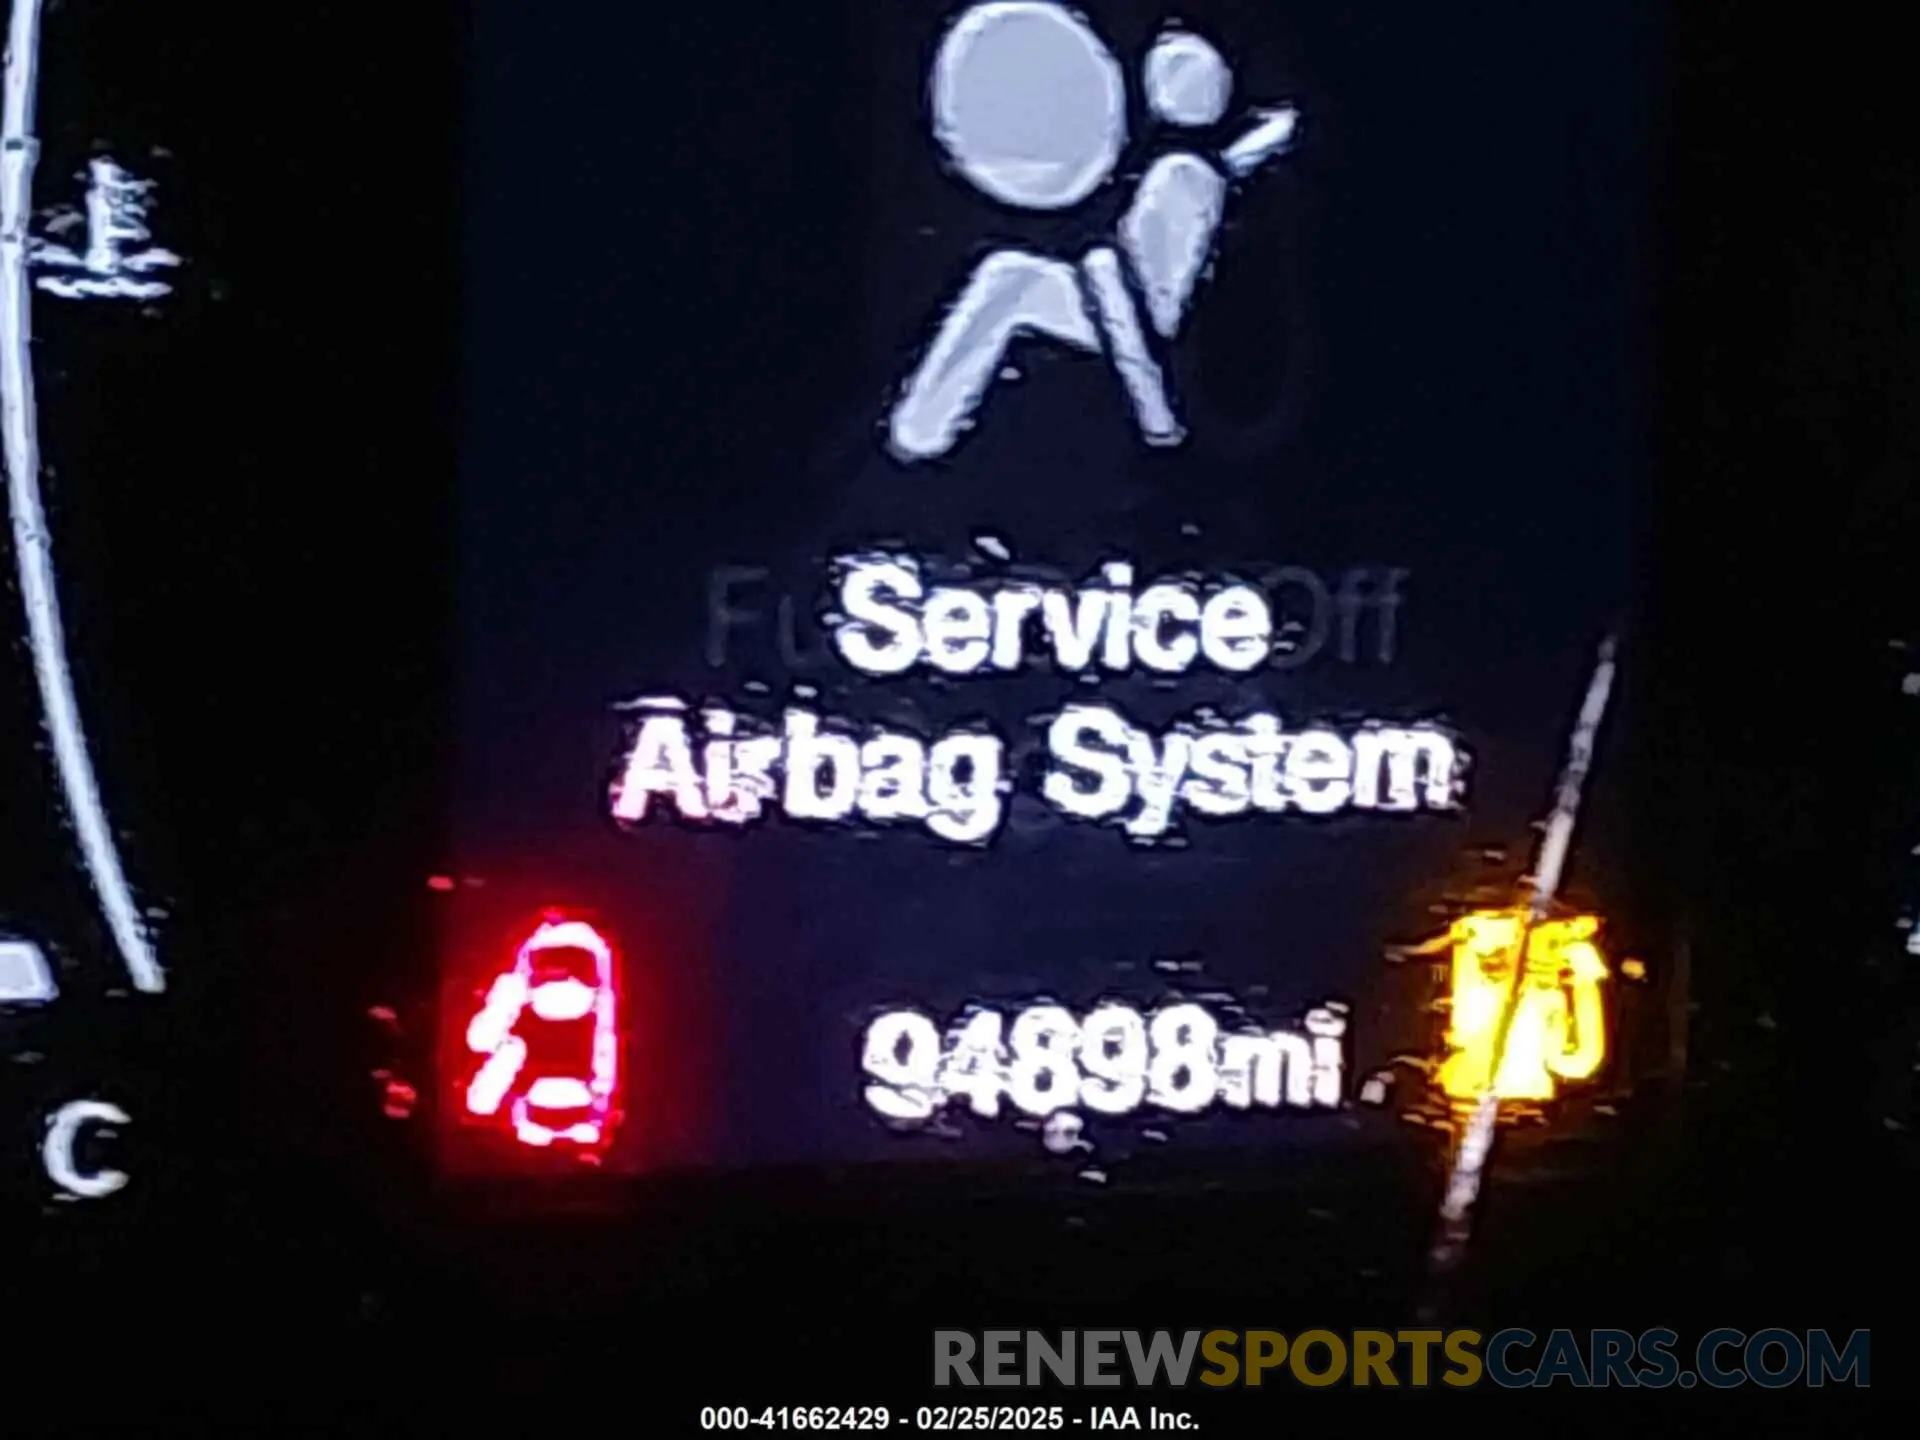 Service
Airbag System
94898mi
C
RENEWSPORTSCARS.COM
000-41662429 - 02/25/2025 - IAA Inc.